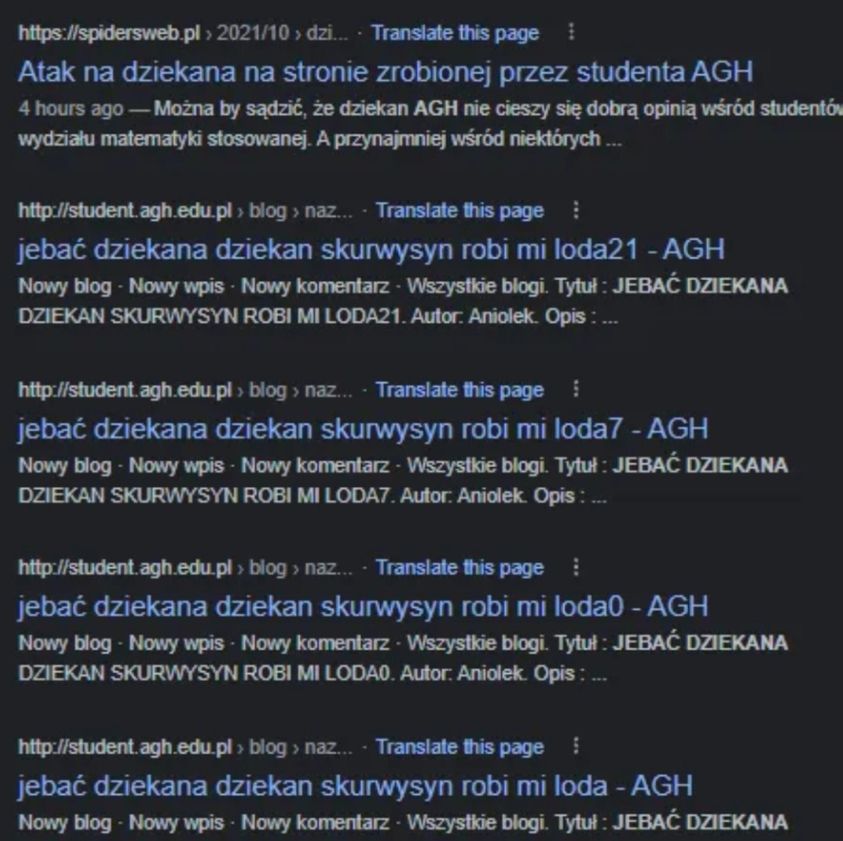 https://spidersweb.pl › 2021/10 › dzi... · Translate this page
Atak na dziekana na stronie zrobionej przez studenta AGH
4 hours ago — Można by sądzić, że dziekan AGH nie cieszy się dobrą opinią wśród studentów
wydziału matematyki stosowanej. A przynajmniej wśród niektórych ...
http://student.agh.edu.pl › blog › naz... · Translate this page
jebać dziekana dziekan skurwysyn robi mi loda21 - AGH
Nowy blog · Nowy wpis · Nowy komentarz · Wszystkie blogi. Tytuł : JEBAĆ DZIEKANA
DZIEKAN SKURWYSYN ROBI MI LODA21. Autor: Aniolek. Opis : ...
http://student.agh.edu.pl › blog › naz... · Translate this page
jebać dziekana dziekan skurwysyn robi mi loda7 - AGH
Nowy blog · Nowy wpis · Nowy komentarz · Wszystkie blogi. Tytuł : JEBAĆ DZIEKANA
DZIEKAN SKURWYSYN ROBI MI LODA7. Autor: Aniolek. Opis : ...
http://student.agh.edu.pl › blog › naz... · Translate this page
jebać dziekana dziekan skurwysyn robi mi loda0 - AGH
Nowy blog · Nowy wpis · Nowy komentarz · Wszystkie blogi. Tytuł : JEBAĆ DZIEKANA
DZIEKAN SKURWYSYN ROBI MI LODA0. Autor: Aniolek. Opis : ...
http://student.agh.edu.pl › blog › naz... · Translate this page
jebać dziekana dziekan skurwysyn robi mi loda - AGH
Nowy blog · Nowy wpis · Nowy komentarz · Wszystkie blogi. Tytuł : JEBAĆ DZIEKANA